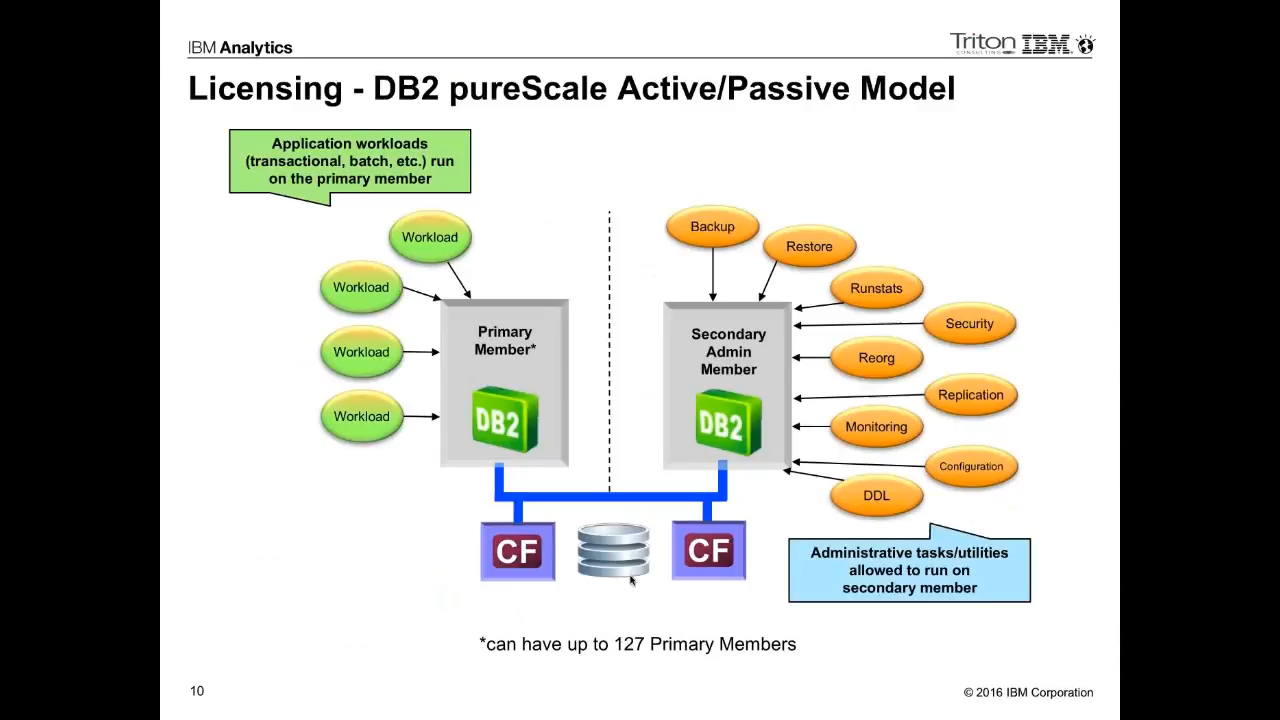 IBM Analytics
Triton
CONSULTING
IBM
Licensing - DB2 pureScale Active/Passive Model
Application workloads
(transactional, batch, etc.) run
on the primary member
Workload
Workload
Workload
Workload
Primary
Member*
DB2
Backup
Restore
Runstats
Security
Reorg
Replication
Monitoring
Configuration
DDL
Secondary
Admin
Member
DB2
CF
CF
Administrative tasks/utilities
allowed to run on
secondary member
*can have up to 127 Primary Members
10
© 2016 IBM Corporation